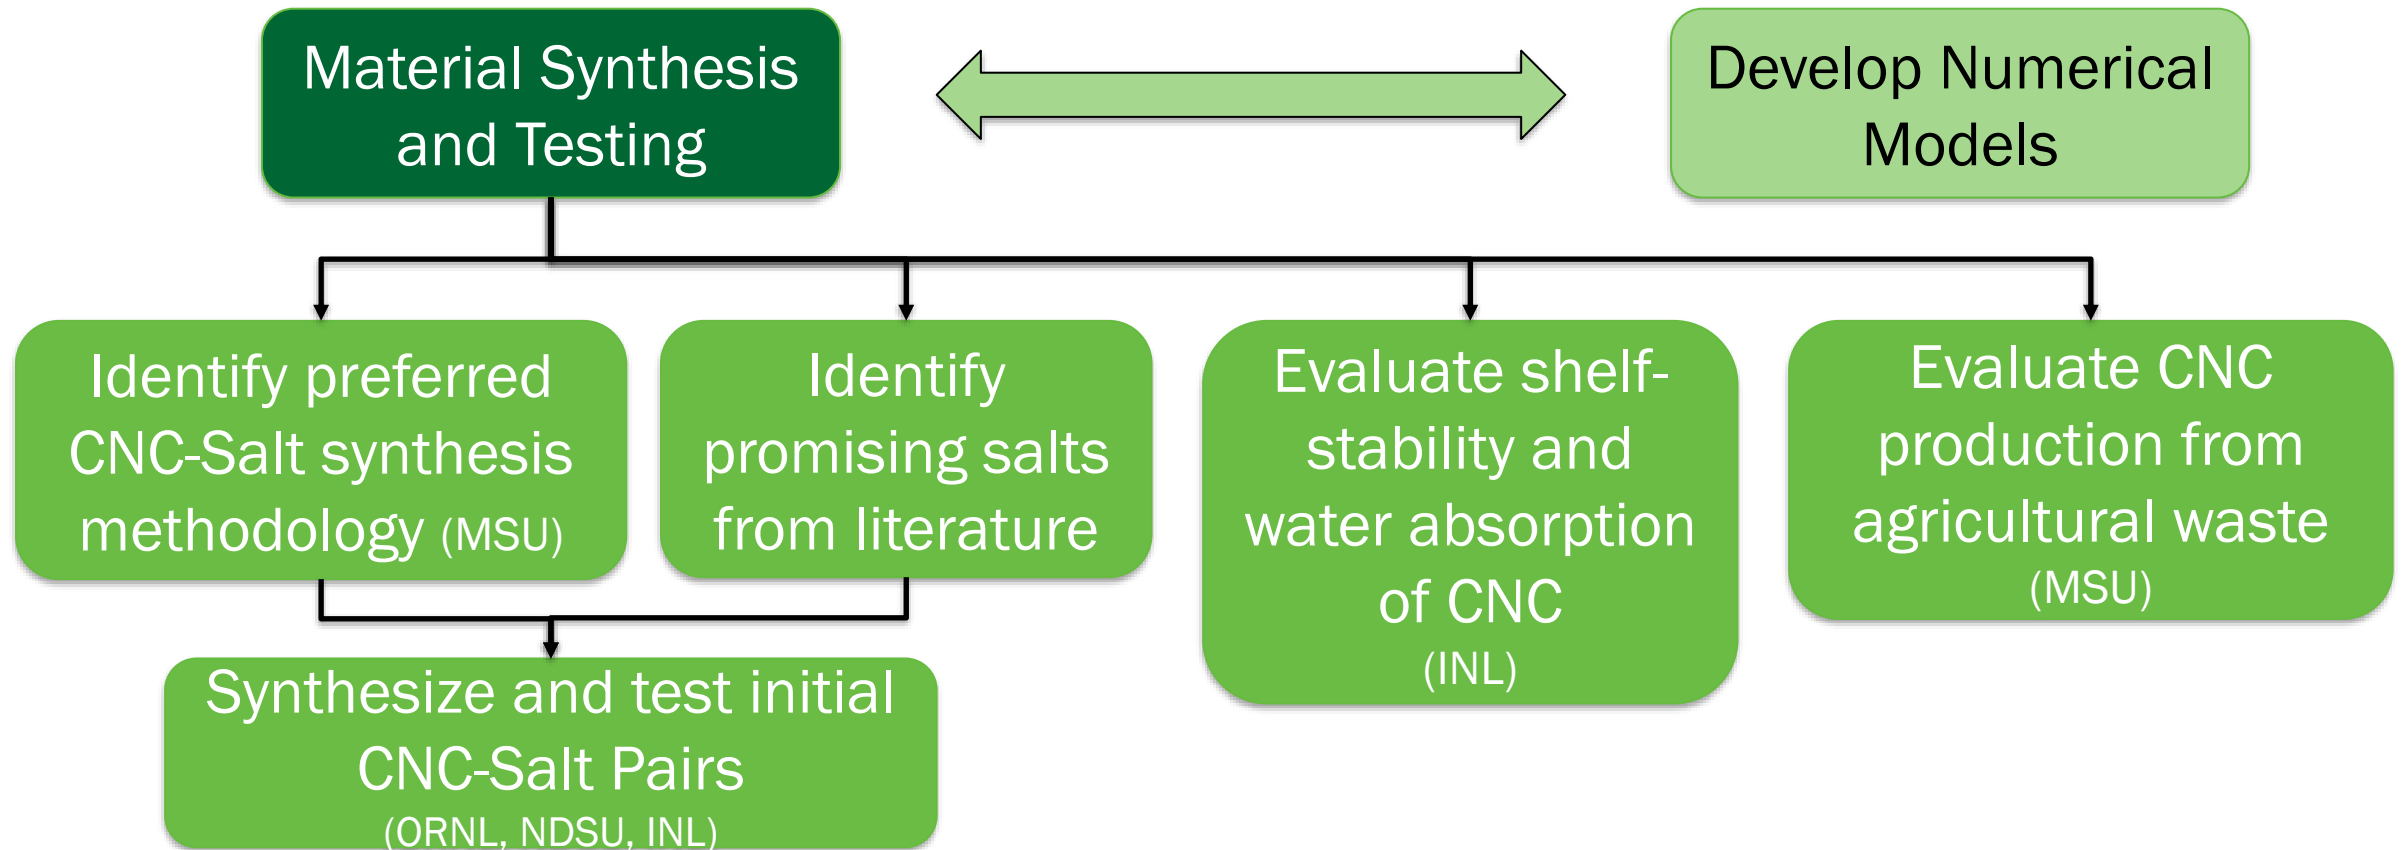 Material Synthesis
and Testing
Develop Numerical
Models
Identify preferred
CNC-Salt synthesis
methodology (MSU)
Identify
promising salts
from literature
Evaluate shelf-
stability and
water absorption
of CNC
(INL)
Evaluate CNC
production from
agricultural waste
(MSU)
Synthesize and test initial
CNC-Salt Pairs
(ORNL, NDSU, INL)